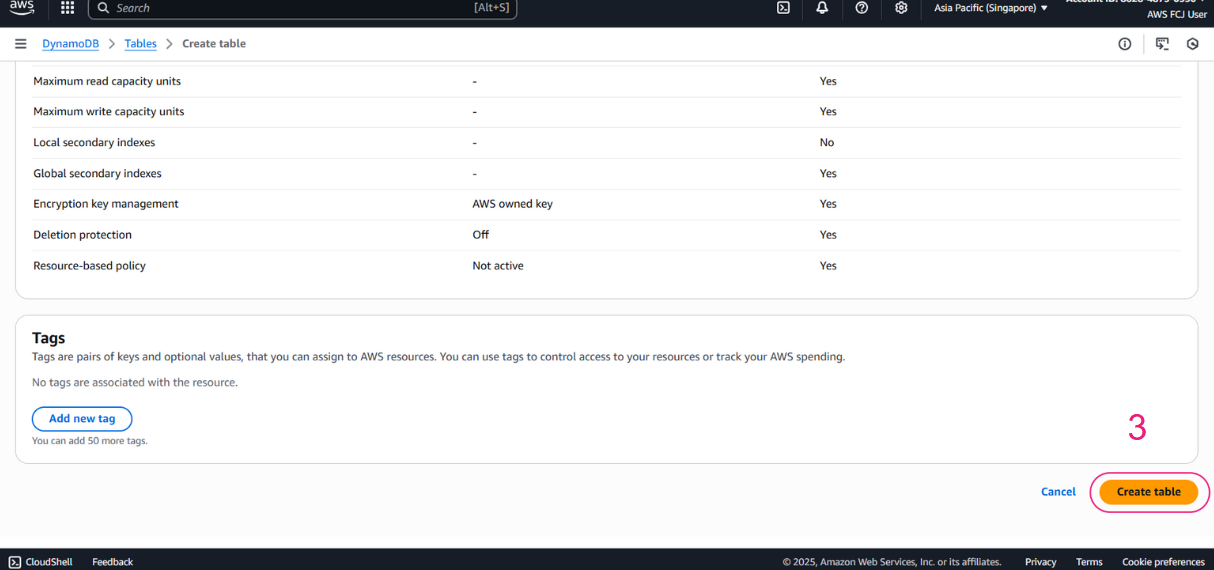 aws
Search [Alt+S]
Asia Pacific (Singapore)
AWS FCJ User
DynamoDB > Tables > Create table
Maximum read capacity units - Yes
Maximum write capacity units - Yes
Local secondary indexes - No
Global secondary indexes - Yes
Encryption key management AWS owned key Yes
Deletion protection Off Yes
Resource-based policy Not active Yes
Tags
Tags are pairs of keys and optional values, that you can assign to AWS resources. You can use tags to control access to your resources or track your AWS spending.
No tags are associated with the resource.
Add new tag
You can add 50 more tags.
3
Cancel Create table
CloudShell Feedback © 2025, Amazon Web Services, Inc. or its affiliates. Privacy Terms Cookie preferences